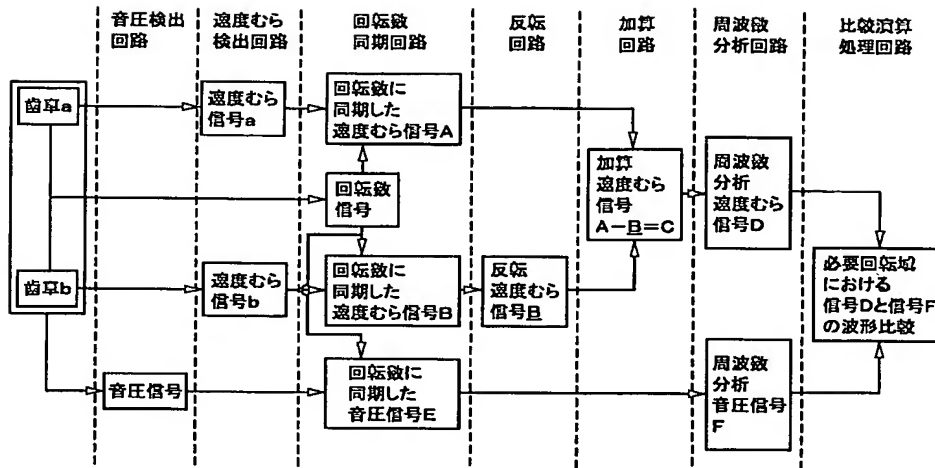 音圧検出
回路
速度むら
検出回路
回転数
同期回路
反転
回路
加算
回路
周波数
分析回路
比較演算
処理回路
歯車a
速度むら
信号a
回転数に
同期した
速度むら信号A
回転数
信号
加算
速度むら
信号
A−B=C
周波数
分析
速度むら
信号D
歯車b
速度むら
信号b
回転数に
同期した
速度むら信号B
反転
速度むら
信号B
必要回転域
における
信号Dと信号F
の波形比較
音圧信号
回転数に
同期した
音圧信号E
周波数
分析
音圧信号
F